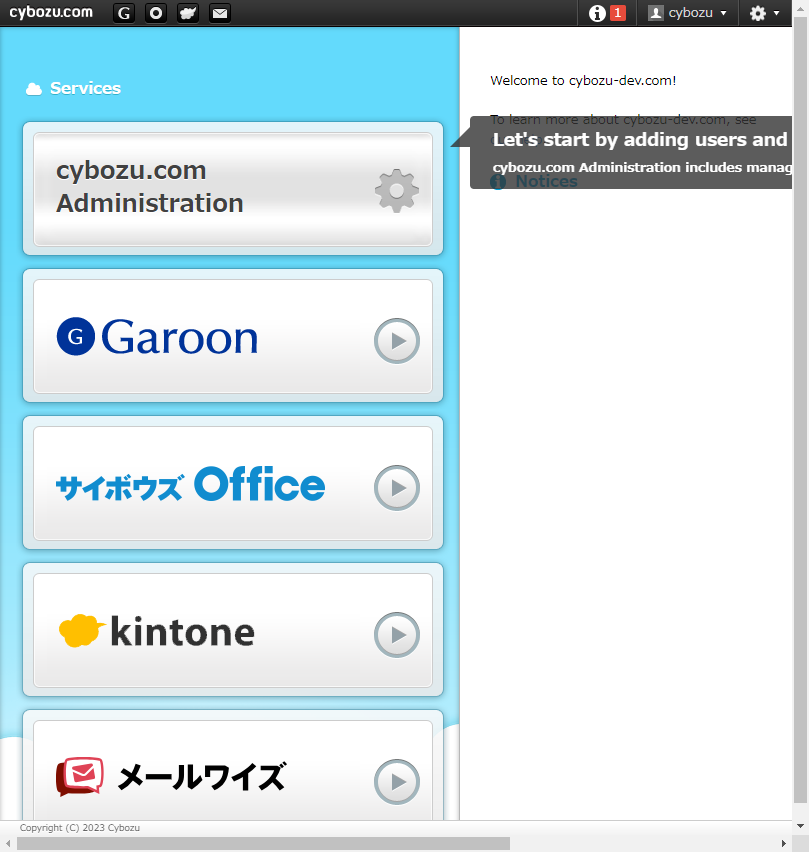 cybozu.com G 1 cybozu
Services
cybozu.com
Administration
G Garoon
サイボウズ Office
kintone
メールワイズ
Welcome to cybozu-dev.com!
To learn more about cybozu-dev.com, see
Let's start by adding users and
cybozu.com Administration includes manag
Notices
Copyright (C) 2023 Cybozu